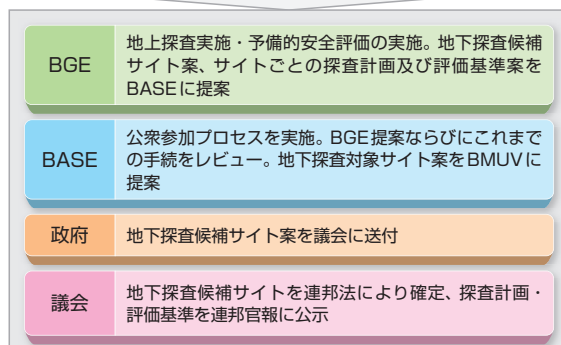 BGE
地上探査実施・予備的安全評価の実施。地下探査候補
サイト案、サイトごとの探査計画及び評価基準案を
BASEに提案
BASE
公衆参加プロセスを実施。BGE提案ならびにこれまで
の手続をレビュー。地下探査対象サイト案をBMUVに
提案
政府
地下探査候補サイト案を議会に送付
議会
地下探査候補サイトを連邦法により確定、探査計画・
評価基準を連邦官報に公示